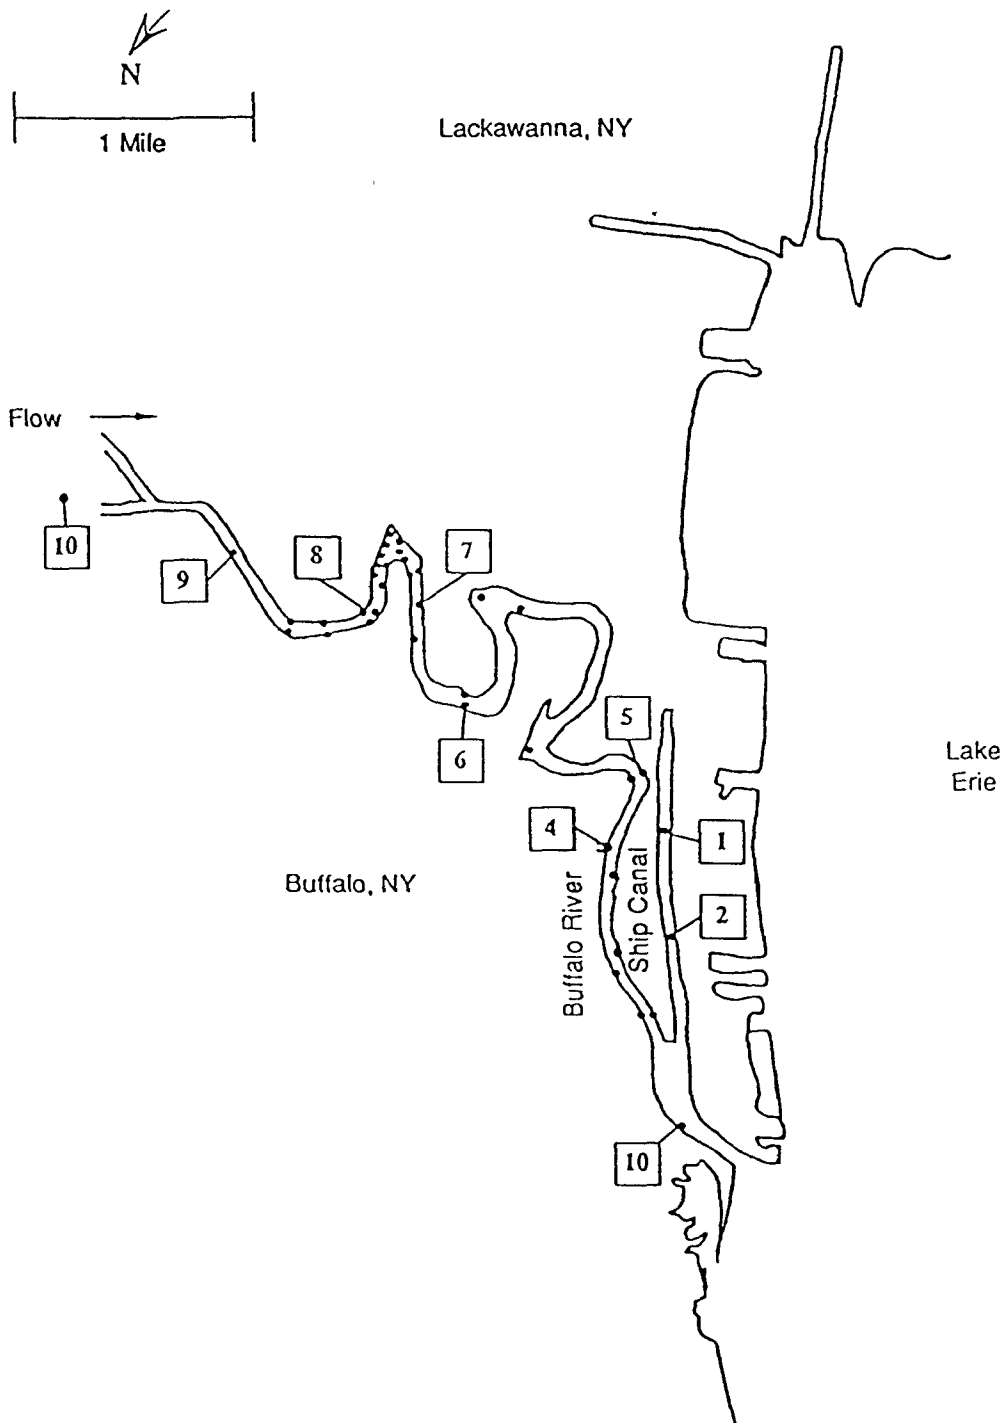 N
1 Mile
Lackawanna, NY
Flow
10
9
8
7
6
5
4
1
2
Lake
Erie
Buffalo, NY
Buffalo River
Ship Canal
10